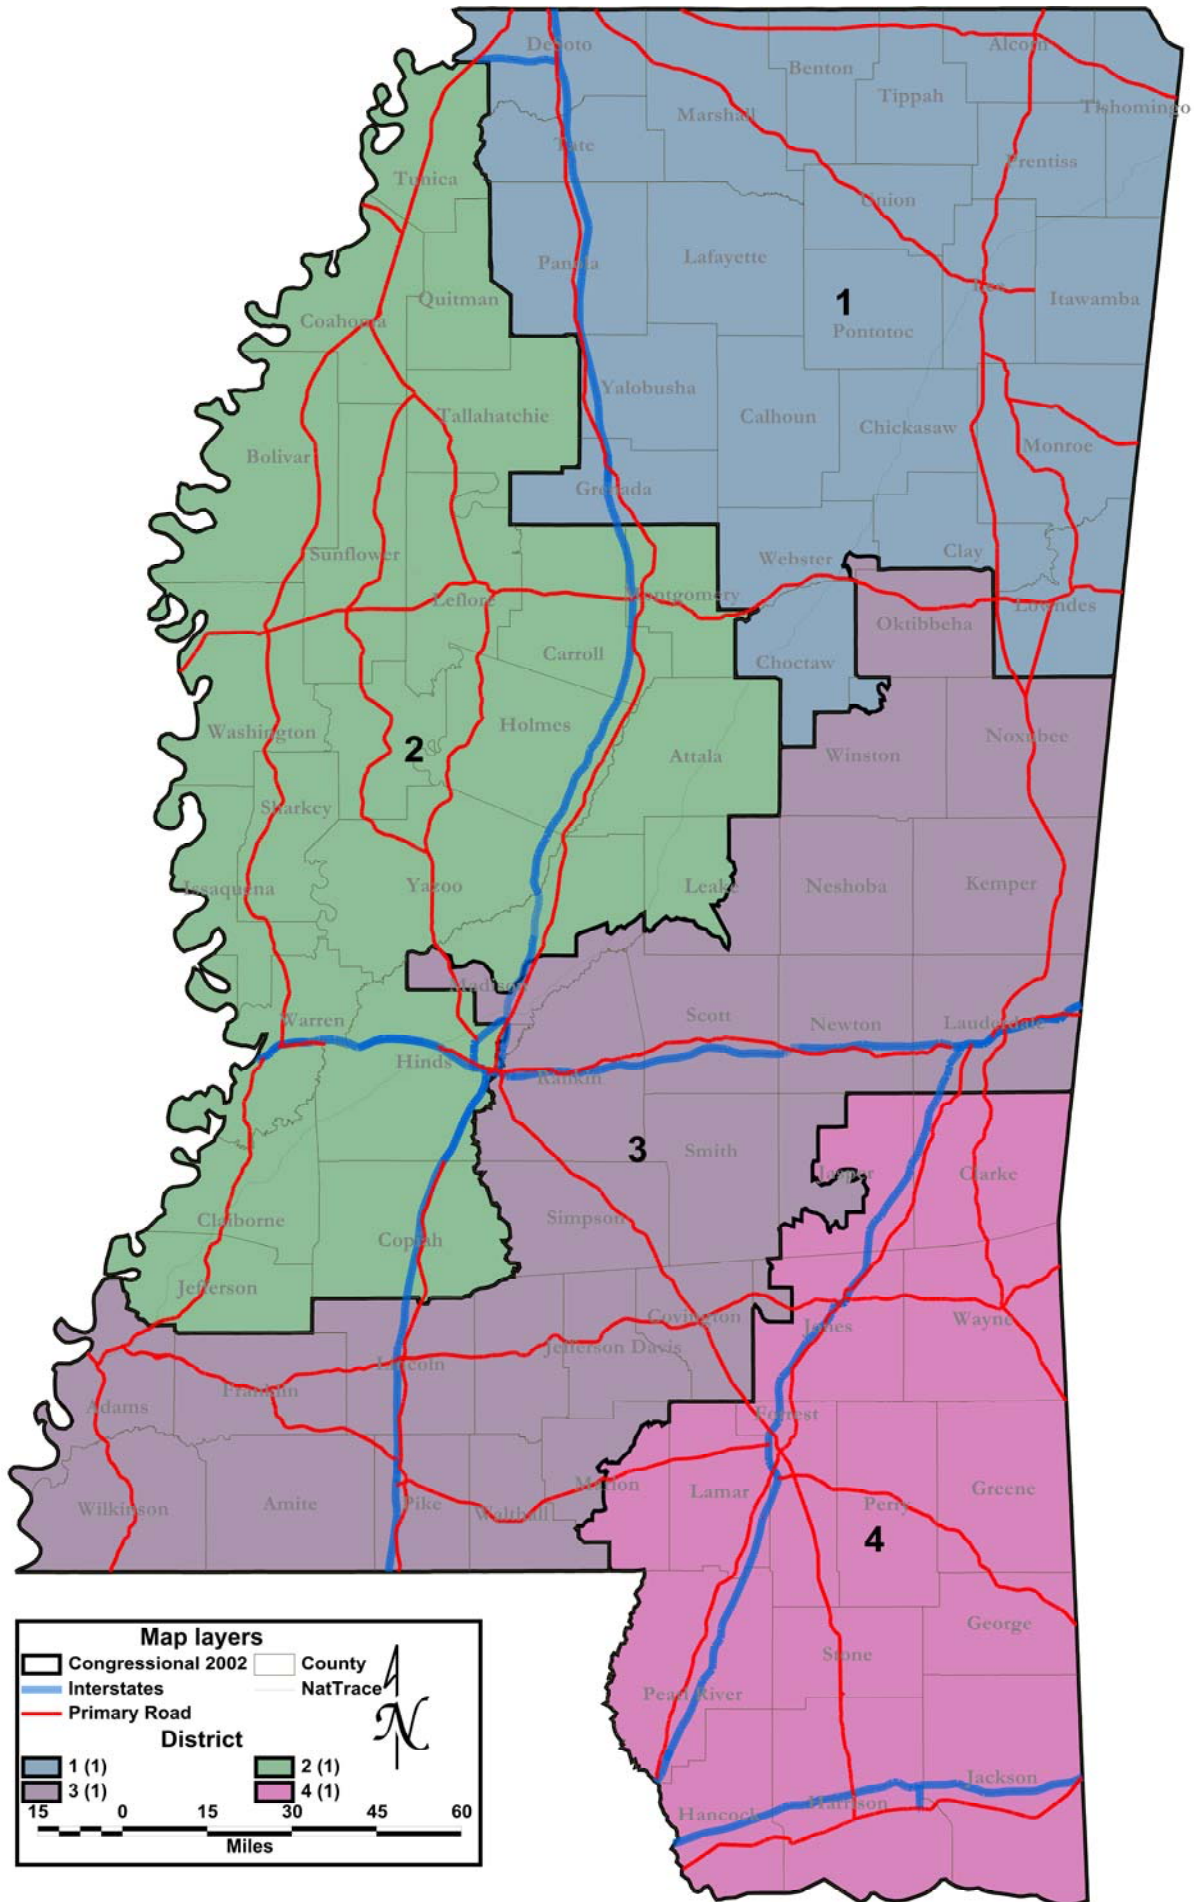 DeSoto
Alcorn
Benton
Tippah
Marshall
Tishomingo
Tate
Prentiss
Tunica
Union
Panola
Lafayette
Lee
Quitman
Itawamba
1
Coahoma
Pontotoc
Yalobusha
Tallahatchie
Calhoun
Chickasaw
Monroe
Bolivar
Grenada
Sunflower
Webster
Clay
Leflore
Montgomery
Lowndes
Oktibbeha
Carroll
Choctaw
Washington
Holmes
2
Attala
Winston
Noxubee
Sharkey
Issaquena
Yazoo
Leake
Neshoba
Kemper
Madison
Warren
Scott
Newton
Lauderdale
Hinds
Rankin
3
Smith
Jasper
Clarke
Claiborne
Simpson
Copiah
Jefferson
Covington
Jones
Wayne
Jefferson Davis
Lincoln
Franklin
Adams
Forrest
Wilkinson
Amite
Pike
Walthall
Marion
Lamar
Perry
Greene
4
George
Stone
Pearl River
Jackson
Hancock
Harrison
Map layers
Congressional 2002 County
Interstates NatTrace
Primary Road
N
District
1 (1) 2 (1)
3 (1) 4 (1)
15 0 15 30 45 60
Miles